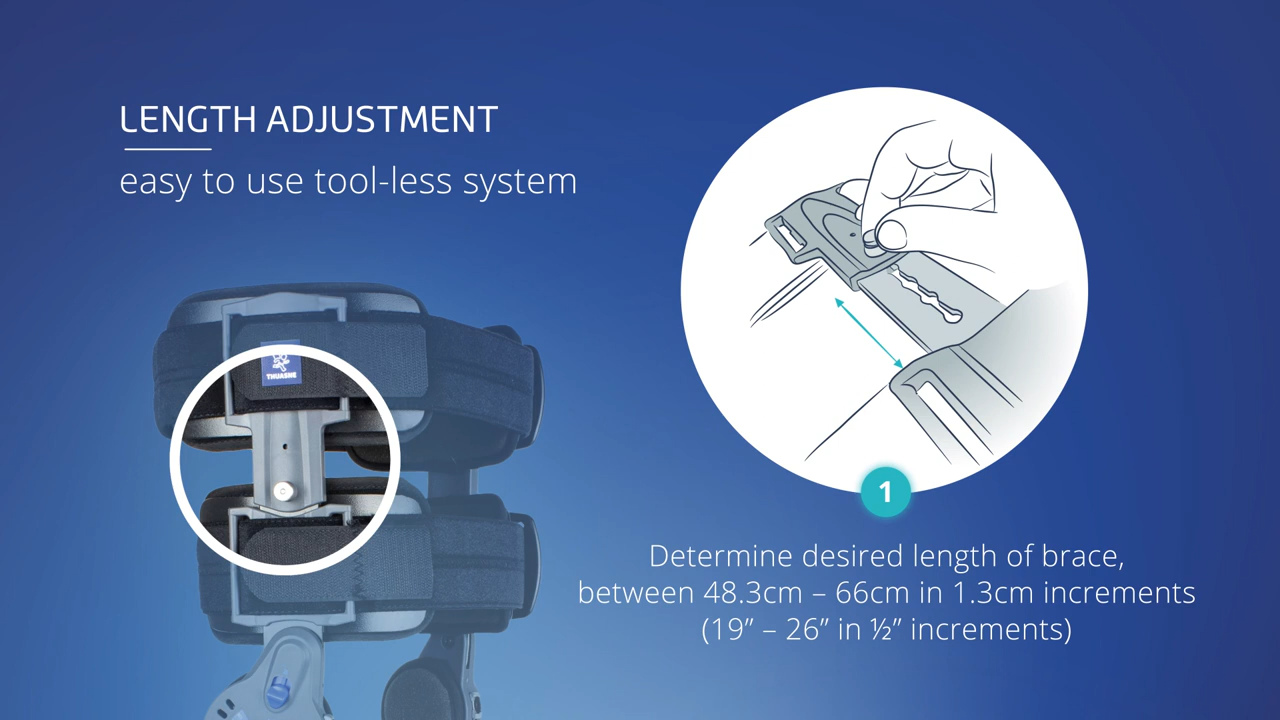 LENGTH ADJUSTMENT
easy to use tool-less system
THUASNE
1
Determine desired length of brace,
between 48.3cm – 66cm in 1.3cm increments
(19” – 26” in ½” increments)